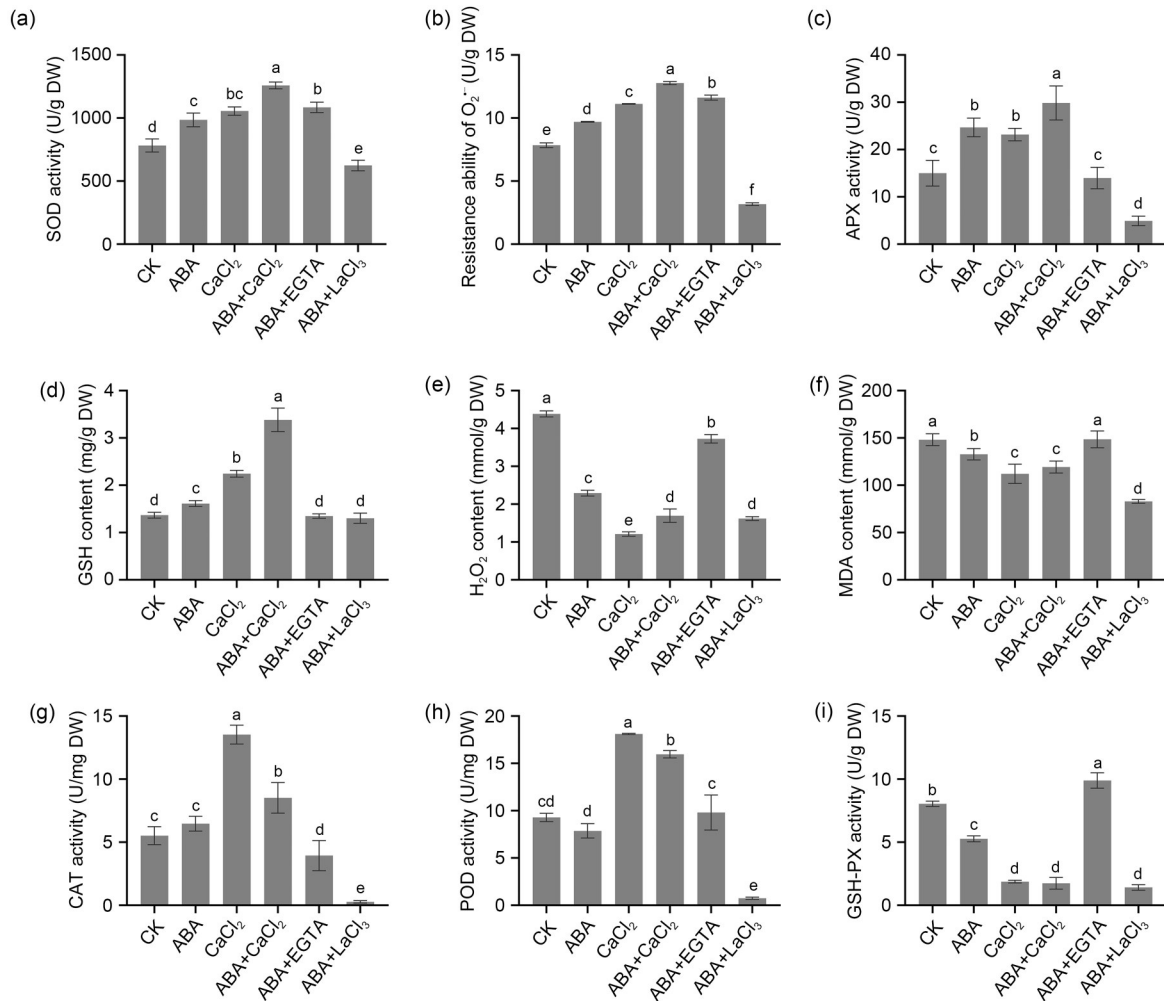 (a)
SOD activity (U/g DW)
1500
1000
500
0
d
c
bc
a
b
e
CK
ABA
CaCl₂
ABA+CaCl₂
ABA+EGTA
ABA+LaCl₃
(b)
Resistance ability of O₂•⁻ (U/g DW)
15
10
5
0
e
d
c
a
b
f
CK
ABA
CaCl₂
ABA+CaCl₂
ABA+EGTA
ABA+LaCl₃
(c)
APX activity (U/g DW)
40
30
20
10
0
c
b
b
a
c
d
CK
ABA
CaCl₂
ABA+CaCl₂
ABA+EGTA
ABA+LaCl₃
(d)
GSH content (mg/g DW)
4
3
2
1
0
d
c
b
a
d
d
CK
ABA
CaCl₂
ABA+CaCl₂
ABA+EGTA
ABA+LaCl₃
(e)
H₂O₂ content (mmol/g DW)
5
4
3
2
1
0
a
c
e
d
b
d
CK
ABA
CaCl₂
ABA+CaCl₂
ABA+EGTA
ABA+LaCl₃
(f)
MDA content (mmol/g DW)
200
150
100
50
0
a
b
c
c
a
d
CK
ABA
CaCl₂
ABA+CaCl₂
ABA+EGTA
ABA+LaCl₃
(g)
CAT activity (U/mg DW)
15
10
5
0
c
c
a
b
d
e
CK
ABA
CaCl₂
ABA+CaCl₂
ABA+EGTA
ABA+LaCl₃
(h)
POD activity (U/mg DW)
20
15
10
5
0
cd
d
a
b
c
e
CK
ABA
CaCl₂
ABA+CaCl₂
ABA+EGTA
ABA+LaCl₃
(i)
GSH-PX activity (U/g DW)
15
10
5
0
b
c
d
d
a
d
CK
ABA
CaCl₂
ABA+CaCl₂
ABA+EGTA
ABA+LaCl₃